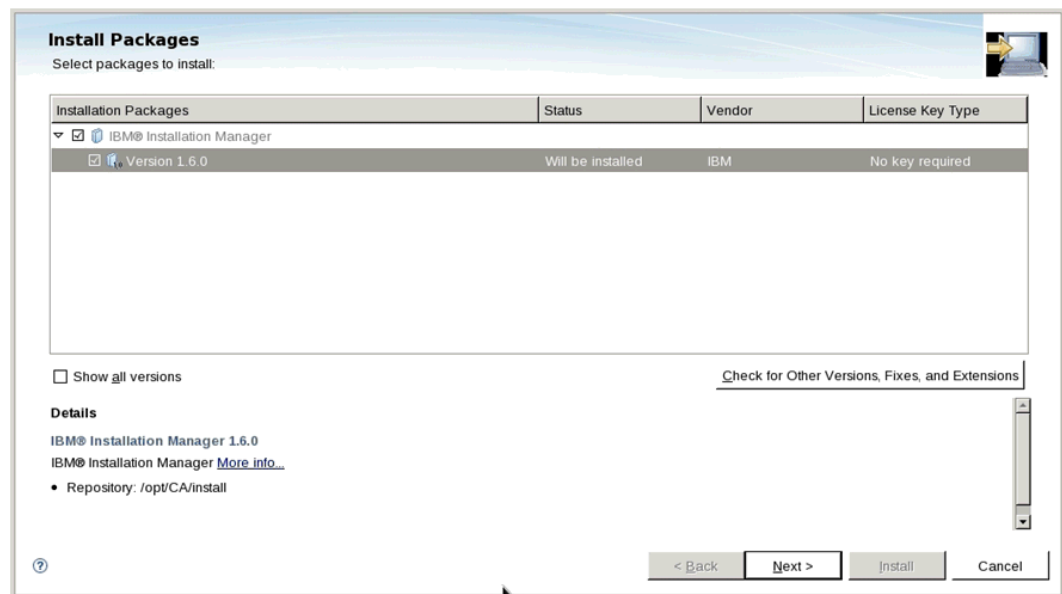 Install Packages
Select packages to install:
Installation Packages Status Vendor License Key Type
IBM® Installation Manager
Version 1.6.0 Will be installed IBM No key required
Show all versions
Check for Other Versions, Fixes, and Extensions
Details
IBM® Installation Manager 1.6.0
IBM® Installation Manager More info...
• Repository: /opt/CA/install
? < Back Next > Install Cancel